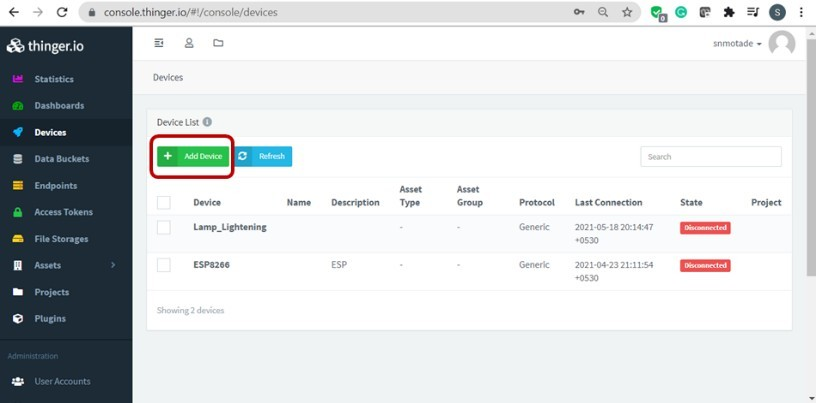 console.thinger.io/#!/console/devices
S
0
thinger.io
snmotade
Statistics
Dashboards
Devices
Data Buckets
Endpoints
Access Tokens
File Storages
Assets
Projects
Plugins
Administration
User Accounts
Devices
Device List
Add Device
Refresh
Search
Device Name Description Asset Type Asset Group Protocol Last Connection State Project
Lamp_Lightening - - Generic 2021-05-18 20:14:47 +0530 Disconnected
ESP8266 ESP - - Generic 2021-04-23 21:11:54 +0530 Disconnected
Showing 2 devices